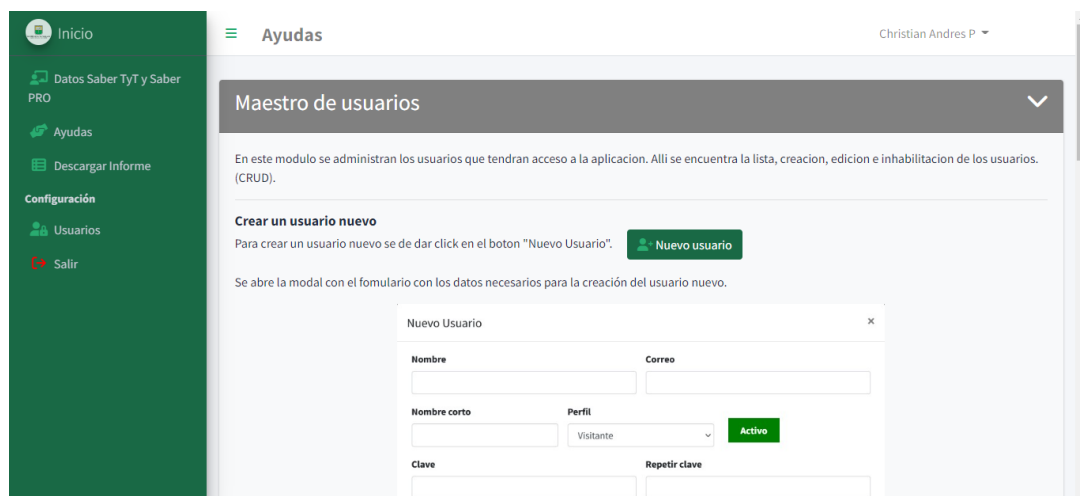 Inicio
Ayudas
Christian Andres P
Datos Saber TyT y Saber
PRO
Ayudas
Descargar Informe
Configuración
Usuarios
Salir
Maestro de usuarios
En este modulo se administran los usuarios que tendran acceso a la aplicacion. Alli se encuentra la lista, creacion, edicion e inhabilitacion de los usuarios.
(CRUD).
Crear un usuario nuevo
Para crear un usuario nuevo se de dar click en el boton "Nuevo Usuario".
Nuevo usuario
Se abre la modal con el fomulario con los datos necesarios para la creación del usuario nuevo.
Nuevo Usuario
Nombre
Correo
Nombre corto
Perfil
Visitante
Activo
Clave
Repetir clave